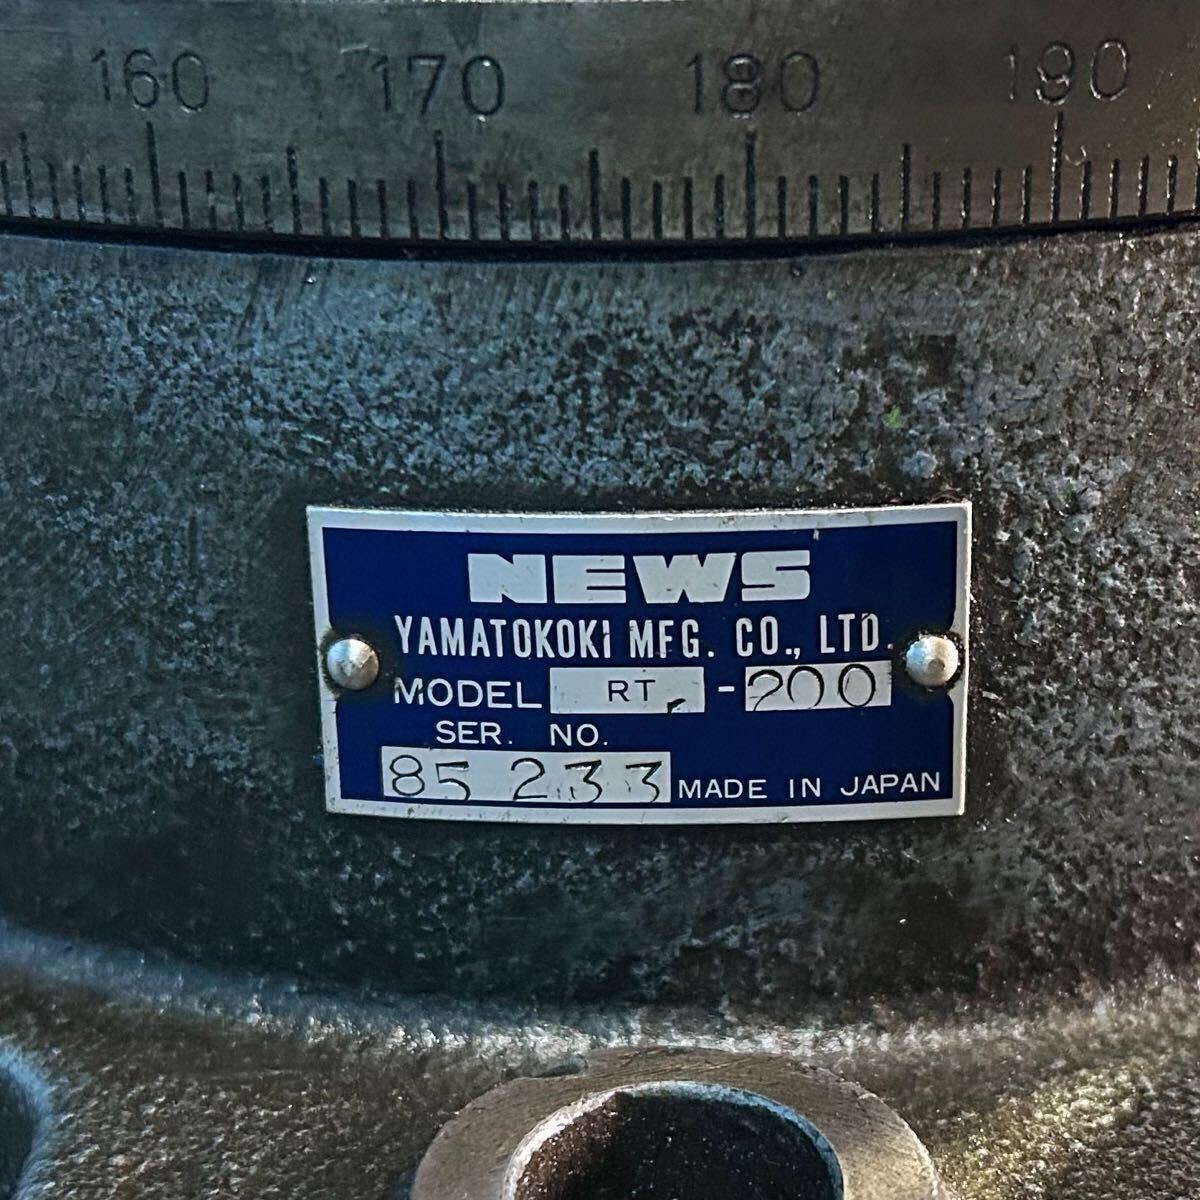 160 170 180 190
NEWS
YAMATOKOKI MFG. CO., LTD.
MODEL RT - 200
SER. NO.
85 233 MADE IN JAPAN